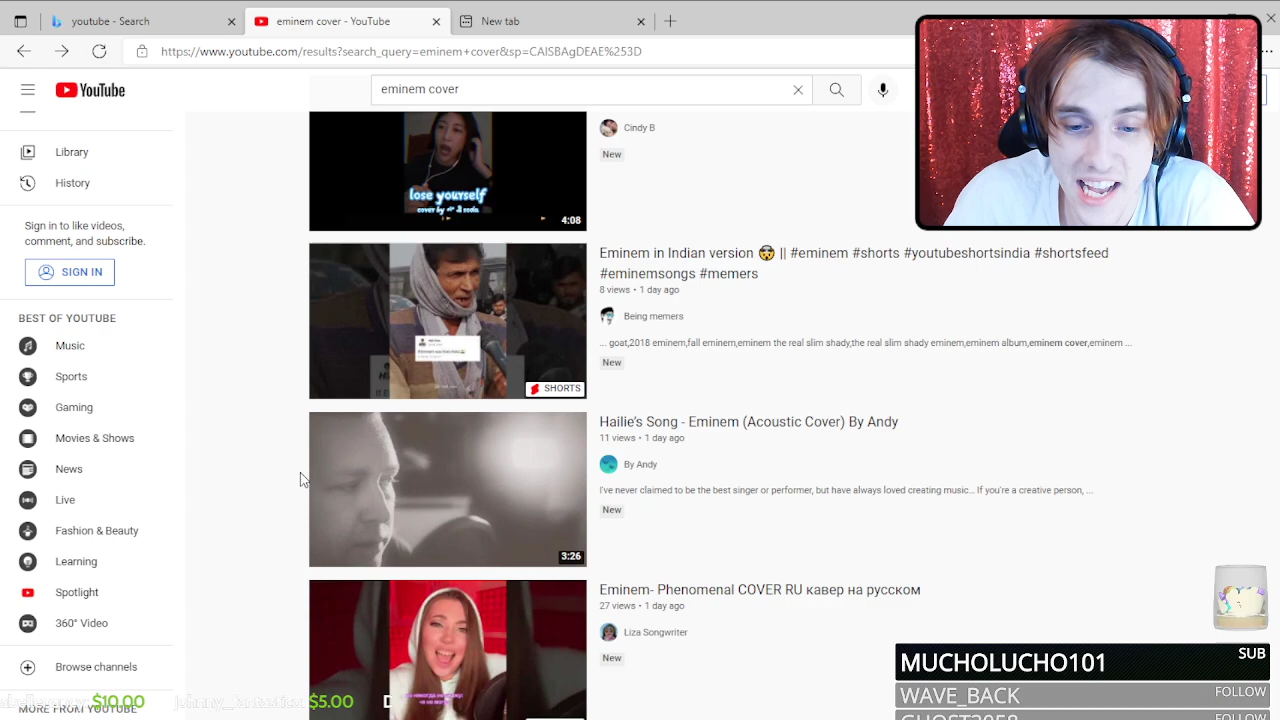 youtube - Search
eminem cover - YouTube
New tab
https://www.youtube.com/results?search_query=eminem+cover&sp=CAISBAgDEAE%253D
YouTube
eminem cover
Library
History
Sign in to like videos,
comment, and subscribe.
SIGN IN
BEST OF YOUTUBE
Music
Sports
Gaming
Movies & Shows
News
Live
Fashion & Beauty
Learning
Spotlight
360° Video
Browse channels
MORE FROM YOUTUBE
lose yourself
4:08
Cindy B
New
SHORTS
Eminem in Indian version 🤯 || #eminem #shorts #youtubeshortsindia #shortsfeed
#eminemsongs #memers
8 views • 1 day ago
Being memers
... goat,2018 eminem,fall eminem,eminem the real slim shady,the real slim shady eminem,eminem album,eminem cover,eminem ...
New
3:26
Hailie’s Song - Eminem (Acoustic Cover) By Andy
11 views • 1 day ago
By Andy
I've never claimed to be the best singer or performer, but have always loved creating music... If you're a creative person, ...
New
Eminem- Phenomenal COVER RU кавер на русском
27 views • 1 day ago
Liza Songwriter
New
$10.00
$5.00
D
MUCHOLUCHO101 SUB
WAVE_BACK FOLLOW